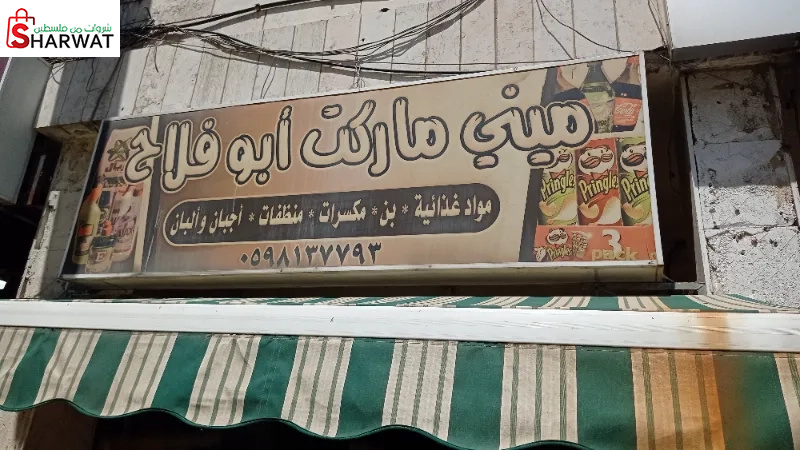 شروات من فلسطين
SHARWAT
ميني ماركت أبو فلاح
مواد غذائية * بن * مكسرات * منظفات * أجبان وألبان
٠٥٩٨١٣٧٧٩٣
Pringles
Pringles
Pringles
Pringles
3 pack